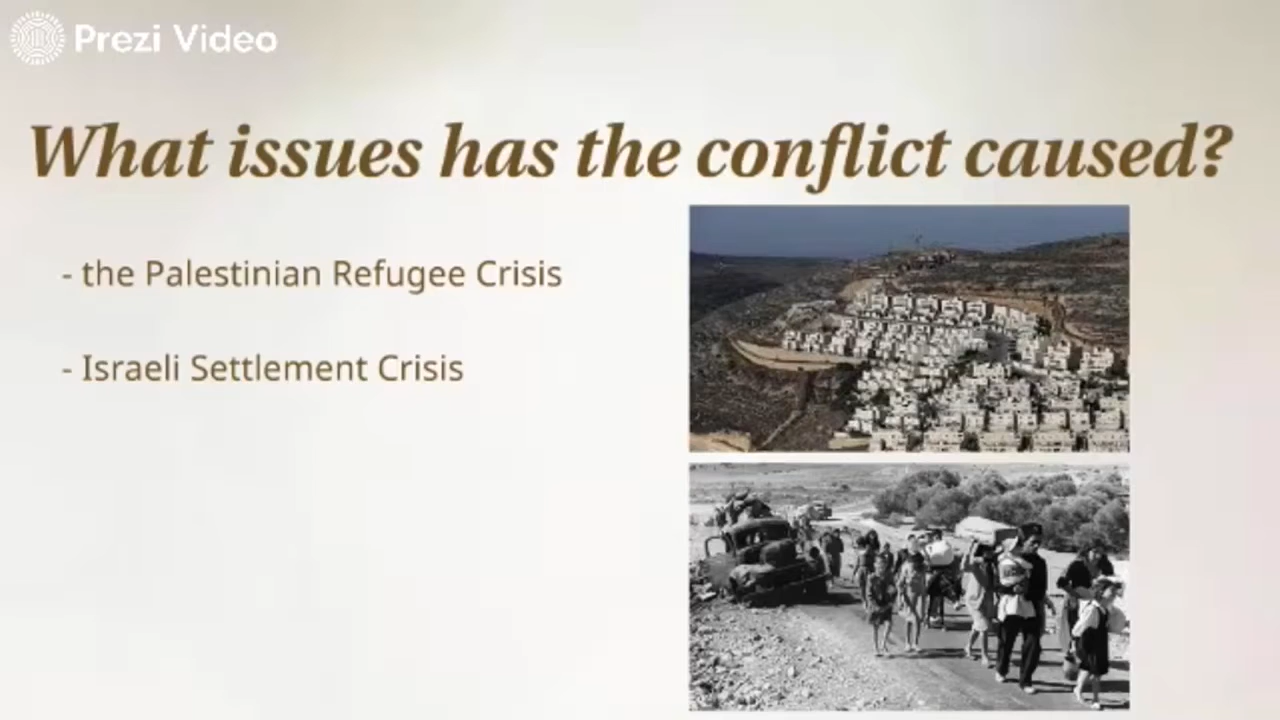 Prezi Video
What issues has the conflict caused?
- the Palestinian Refugee Crisis
- Israeli Settlement Crisis